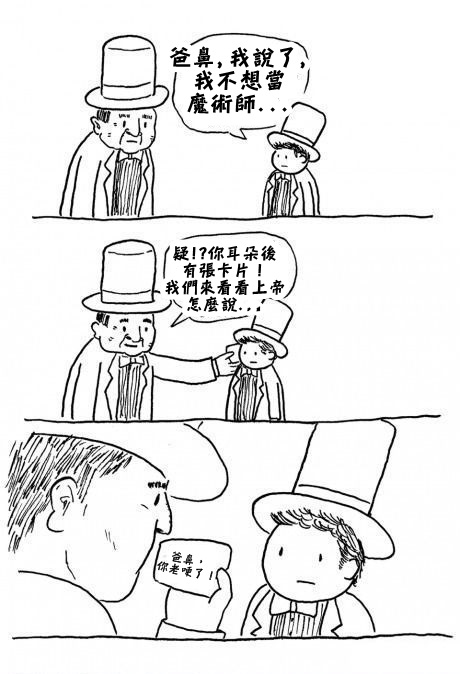 爸鼻,我說了,
我不想當
魔術師...
疑!?你耳朵後
有張卡片!
我們來看看上帝
怎麼說...
爸鼻,
你老哽了!